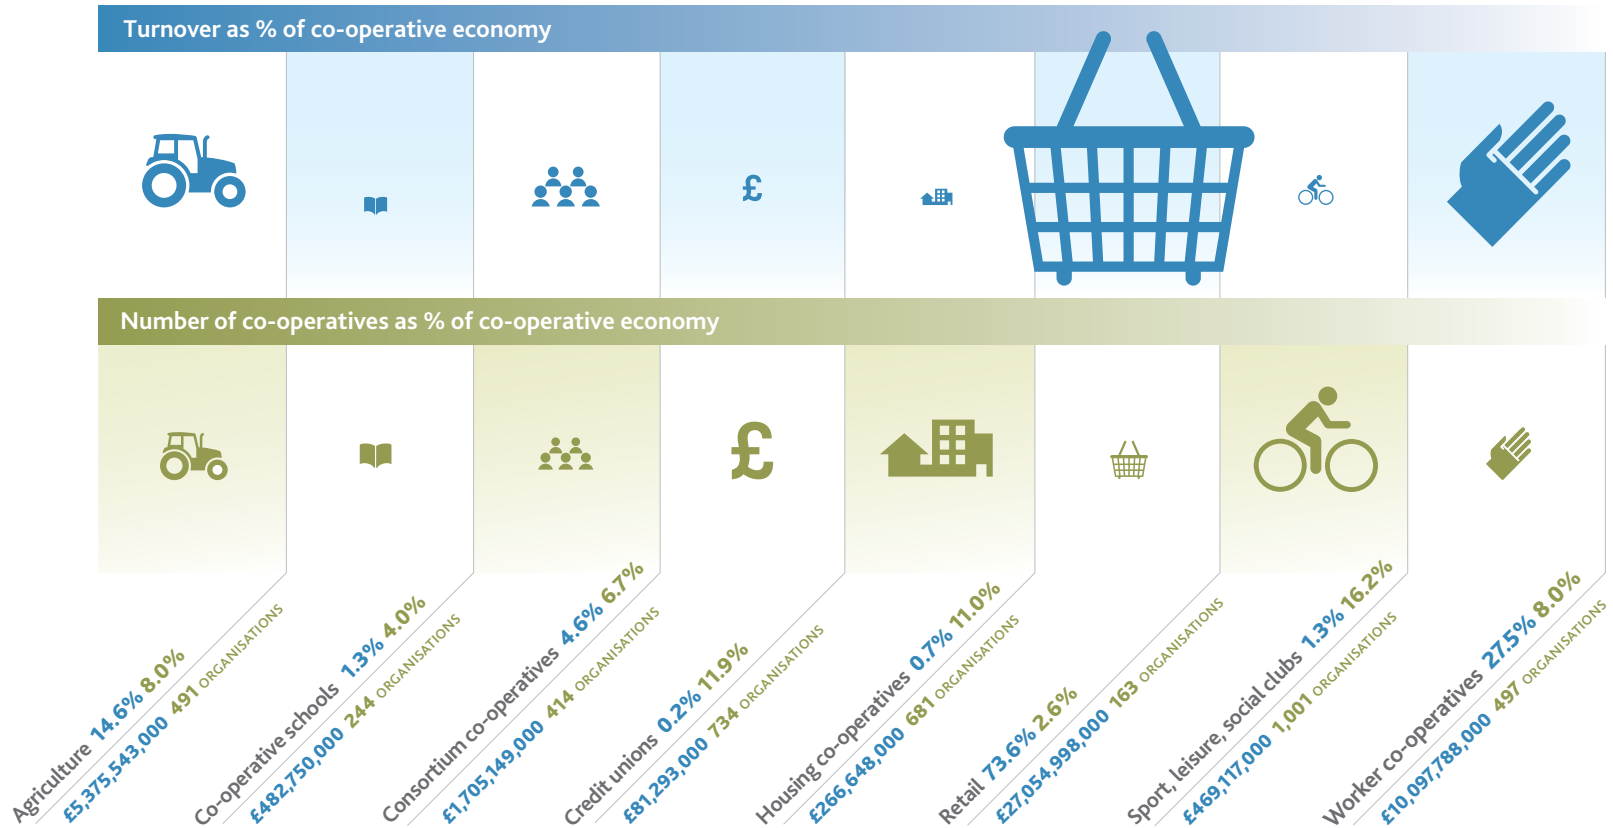 Turnover as % of co-operative economy
Number of co-operatives as % of co-operative economy
Agriculture 14.6% 8.0%
£5,375,543,000 491 ORGANISATIONS
Co-operative schools 1.3% 4.0%
£482,750,000 244 ORGANISATIONS
Consortium co-operatives 4.6% 6.7%
£1,705,149,000 414 ORGANISATIONS
Credit unions 0.2% 11.9%
£81,293,000 734 ORGANISATIONS
Housing co-operatives 0.7% 11.0%
£266,648,000 681 ORGANISATIONS
Retail 73.6% 2.6%
£27,054,998,000 163 ORGANISATIONS
Sport, leisure, social clubs 1.3% 16.2%
£469,117,000 1,001 ORGANISATIONS
Worker co-operatives 27.5% 8.0%
£10,097,788,000 497 ORGANISATIONS